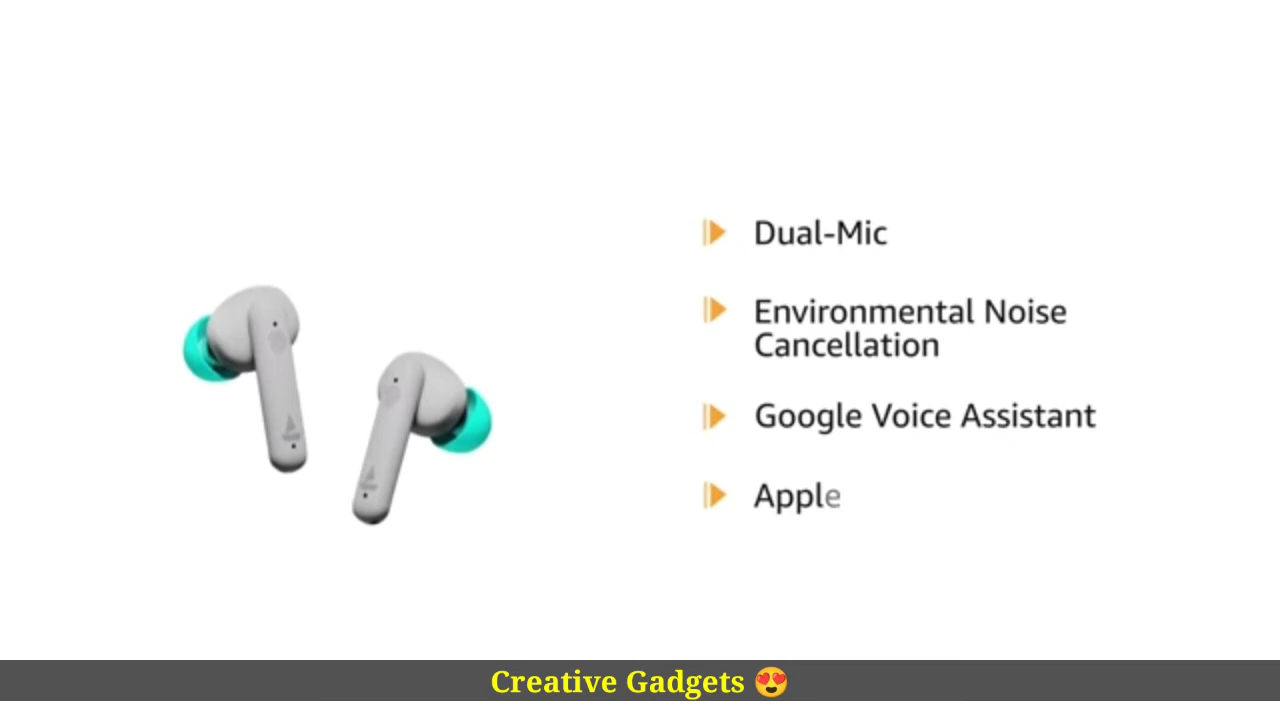 Dual-Mic
Environmental Noise
Cancellation
Google Voice Assistant
Apple
Creative Gadgets 😍